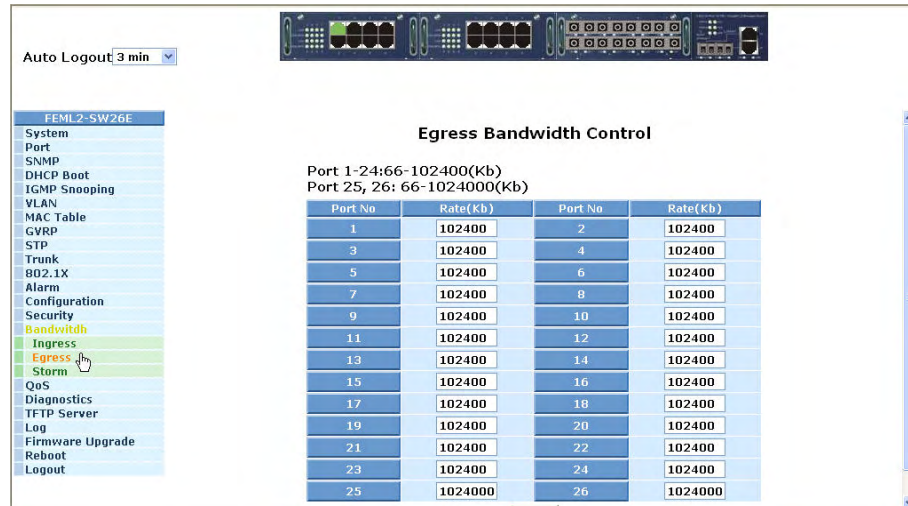 Auto Logout 3 min
FEML2-SW26E
System
Port
SNMP
DHCP Boot
IGMP Snooping
VLAN
MAC Table
GVRP
STP
Trunk
802.1X
Alarm
Configuration
Security
Bandwitdh
Ingress
Egress
Storm
QoS
Diagnostics
TFTP Server
Log
Firmware Upgrade
Reboot
Logout
Egress Bandwidth Control
Port 1-24:66-102400(Kb)
Port 25, 26: 66-1024000(Kb)
Port No Rate(Kb) Port No Rate(Kb)
1 102400 2 102400
3 102400 4 102400
5 102400 6 102400
7 102400 8 102400
9 102400 10 102400
11 102400 12 102400
13 102400 14 102400
15 102400 16 102400
17 102400 18 102400
19 102400 20 102400
21 102400 22 102400
23 102400 24 102400
25 1024000 26 1024000